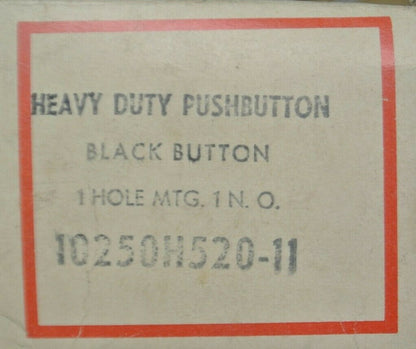 HEAVY DUTY PUSHBUTTON
BLACK BUTTON
1 HOLE MTG. 1 N. O.
10250H520-11